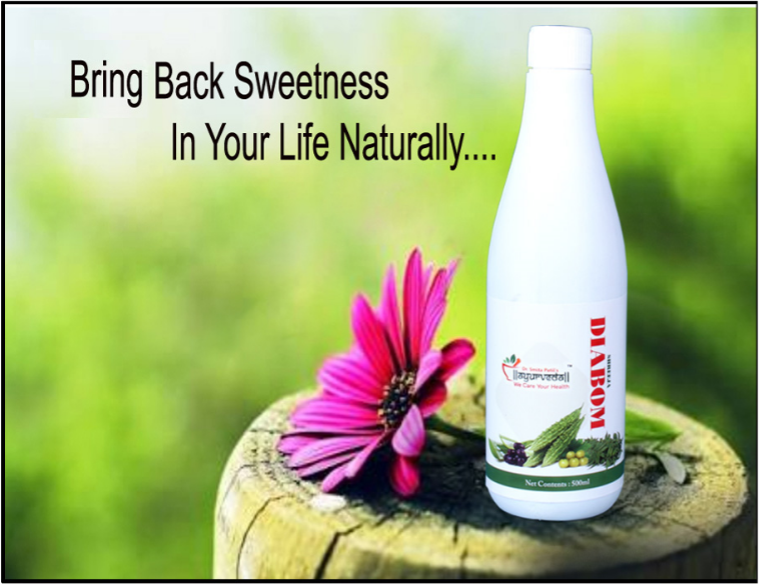 Bring Back Sweetness
In Your Life Naturally....
||ayurveda||
We Care Your Health
DIABOM
Net Contents : 500ml